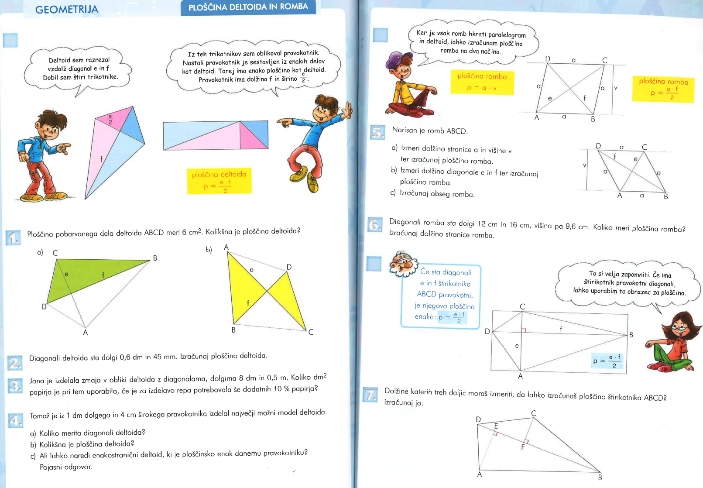 GEOMETRIJA
PLOŠČINA DELTOIDA IN ROMBA
Deltoid sem razrezal
vzdolž diagonal e in f.
Dobil sem štiri trikotnike.
Iz teh trikotnikov sem oblikoval pravokotnik.
Nastali pravokotnik je sestavljen iz enakih delov
kot deltoid. Torej ima enako ploščino kot deltoid.
Pravokotnik ima dolžino f in širino e/2.
e
f
ploščina deltoida
p = e · f / 2
1. Ploščina pobarvanega dela deltoida ABCD meri 6 cm². Kolikšna je ploščina deltoida?
a) C B e f D A
b) A D e f B C
2. Diagonali deltoida sta dolgi 0,6 dm in 45 mm. Izračunaj ploščino deltoida.
3. Jana je izdelala zmaja v obliki deltoida z diagonalama, dolgima 8 dm in 0,5 m. Koliko dm²
papirja je pri tem uporabila, če je za izdelavo repa potrebovala še dodatnih 10 % papirja?
4. Tomaž je iz 1 dm dolgega in 4 cm širokega pravokotnika izdelal največji možni model deltoida.
a) Koliko merita diagonali deltoida?
b) Kolikšna je ploščina deltoida?
c) Ali lahko naredi enakostranični deltoid, ki je ploščinsko enak danemu pravokotniku?
Pojasni odgovor.
Ker je vsak romb hkrati paralelogram
in deltoid, lahko izračunam ploščino
romba na dva načina.
ploščina romba
p = a · v
D a C
a e f a v
A a B
ploščina romba
p = e · f / 2
5. Narisan je romb ABCD.
a) Izmeri dolžino stranice a in višine v
ter izračunaj ploščino romba.
b) Izmeri dolžino diagonale e in f ter izračunaj
ploščino romba.
c) Izračunaj obseg romba.
D a C
v a f e a
A a B
6. Diagonali romba sta dolgi 12 cm in 16 cm, višina pa 9,6 cm. Koliko meri ploščina romba?
Izračunaj dolžino stranice romba.
Če sta diagonali
e in f štirikotnika
ABCD pravokotni,
je njegova ploščina
enaka: p = e · f / 2
To si velja zapomniti. Če ima
štirikotnik pravokotni diagonali,
lahko uporabim ta obrazec za ploščino.
C
D f B
e
A
p = e · f / 2
7. Dolžine katerih treh daljic moraš izmeriti, da lahko izračunaš ploščino štirikotnika ABCD?
Izračunaj jo.
D E C
F
A B